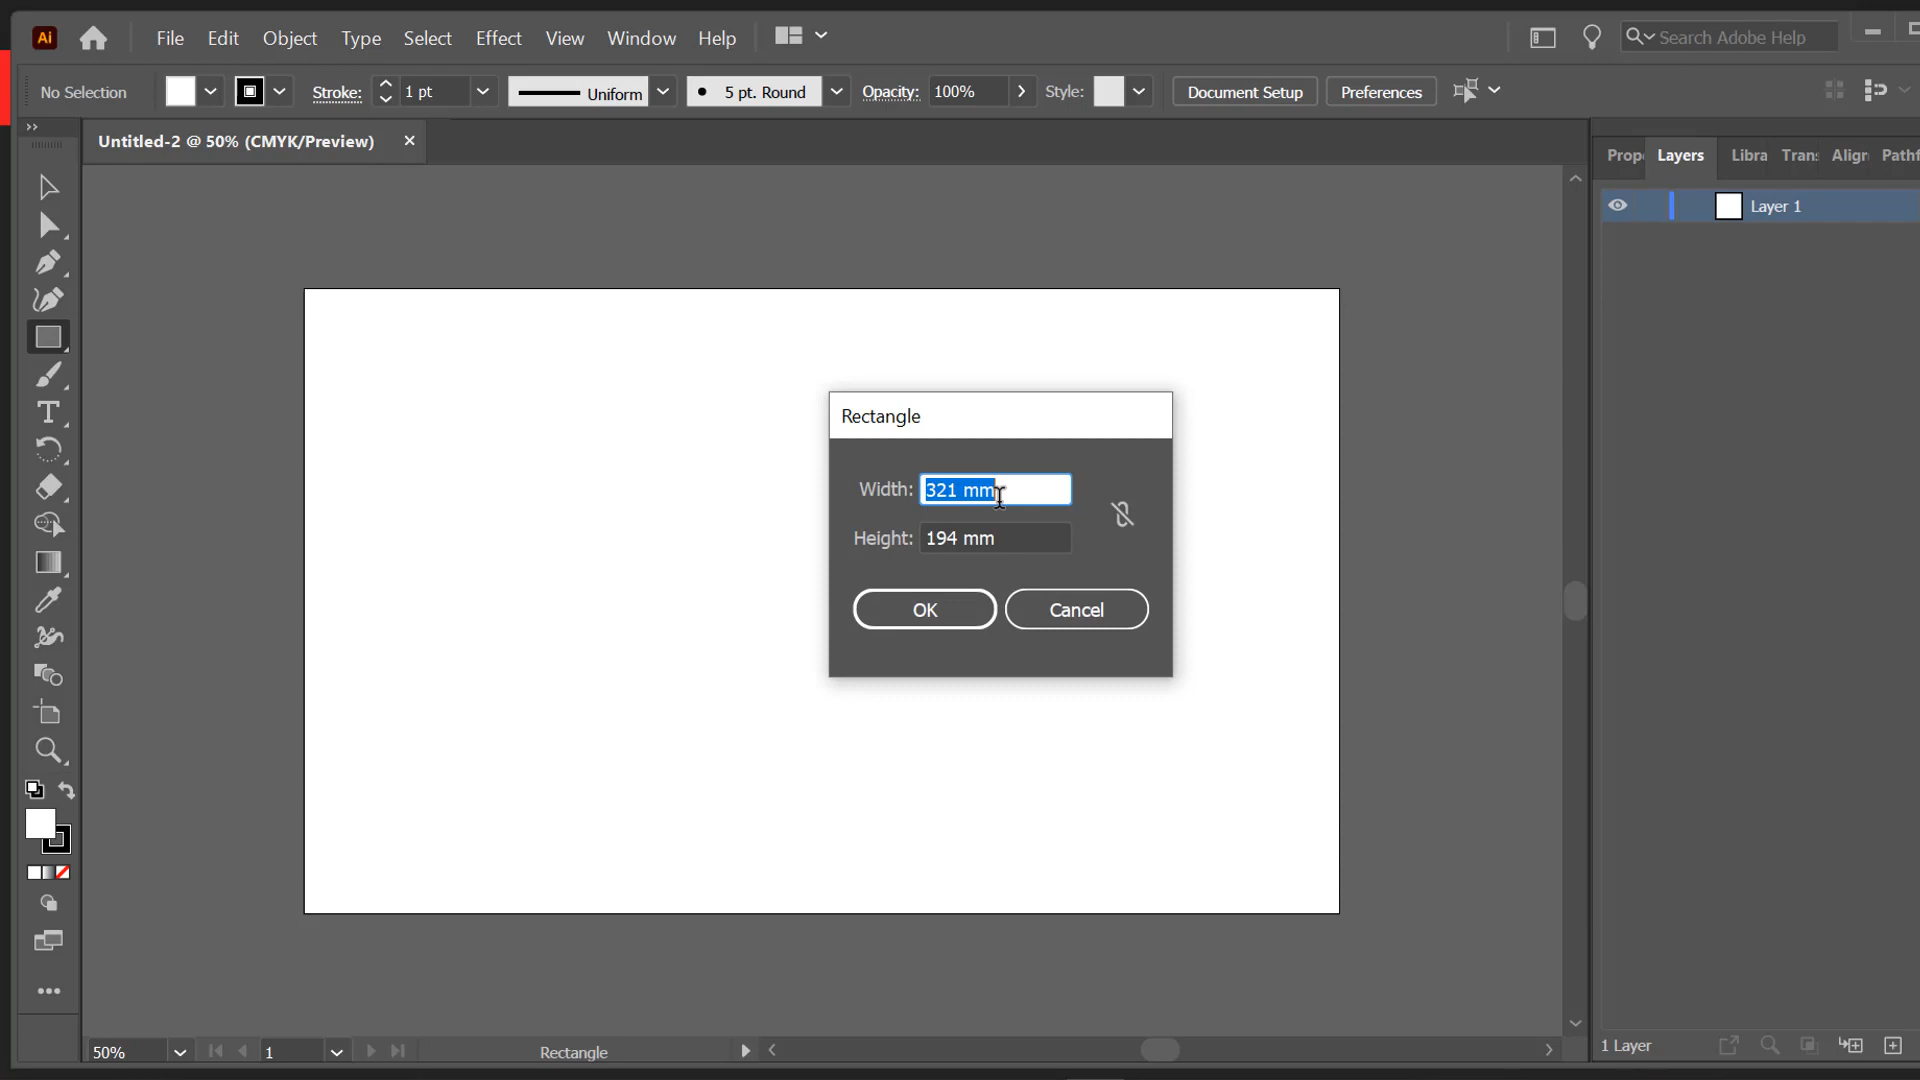 Ai File Edit Object Type Select Effect View Window Help Search Adobe Help
No Selection Stroke: 1 pt Uniform 5 pt. Round Opacity: 100% Style: Document Setup Preferences
Untitled-2 @ 50% (CMYK/Preview)
Prop Layers Libra Tran Align Pathf
Layer 1
Rectangle
Width: 321 mm
Height: 194 mm
OK Cancel
50% 1 Rectangle
1 Layer